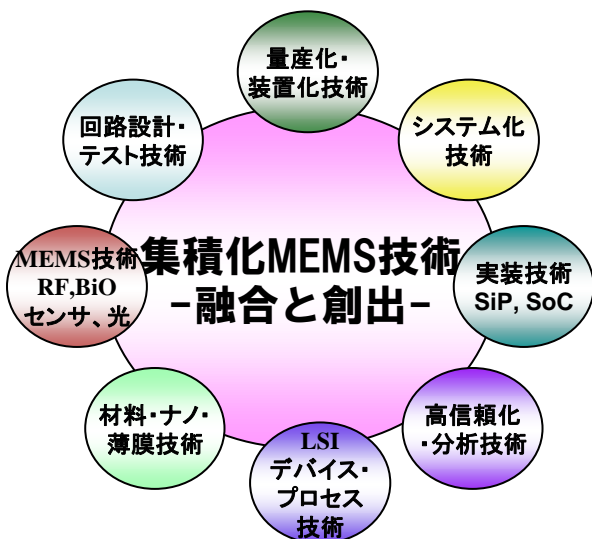 量産化・
装置化技術
回路設計・
テスト技術
システム化
技術
MEMS技術
RF,BiO
センサ、光
集積化MEMS技術
-融合と創出-
実装技術
SiP, SoC
材料・ナノ・
薄膜技術
高信頼化
・分析技術
LSI
デバイス・
プロセス
技術